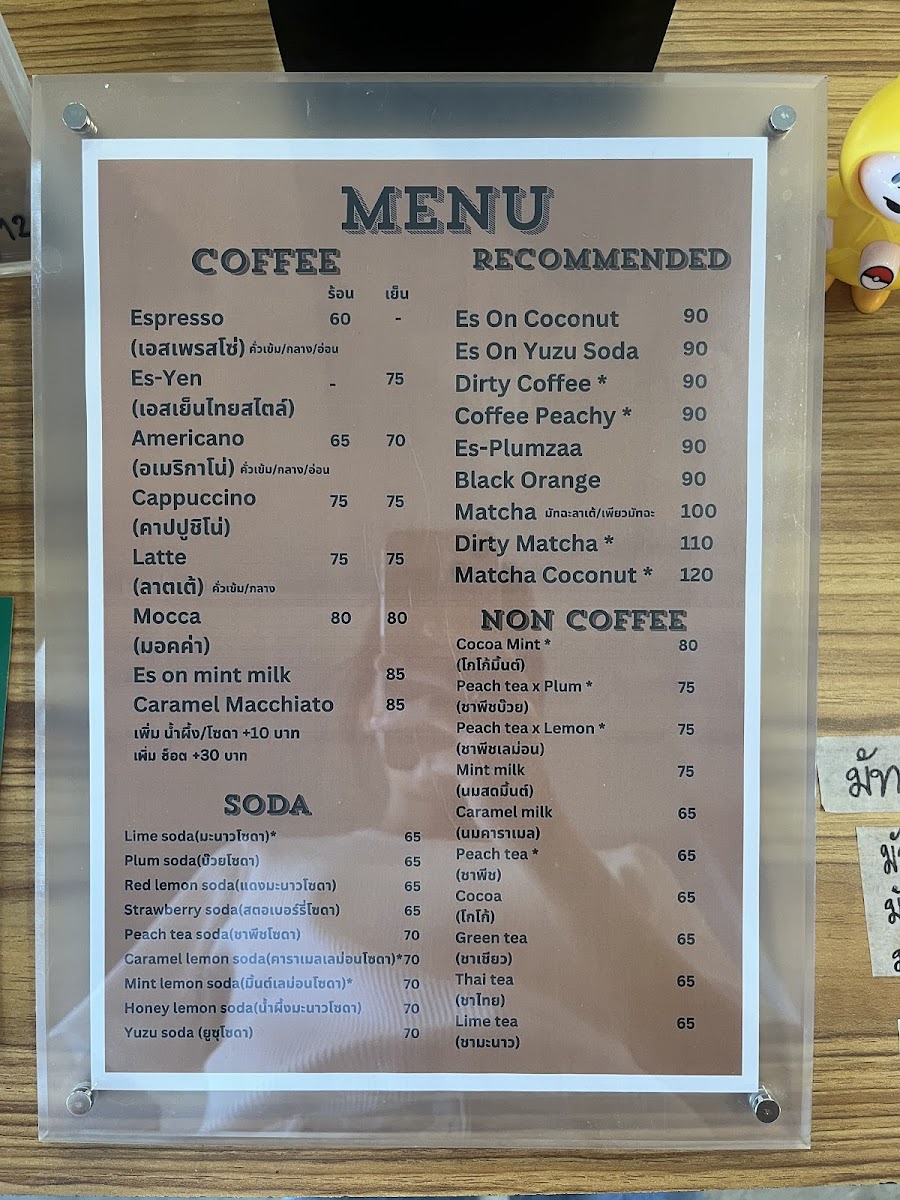 MENU
COFFEE
ร้อน เย็น
Espresso 60 -
(เอสเพรสโซ่) คั่วเข้ม/กลาง/อ่อน
Es-Yen - 75
(เอสเย็นไทยสไตล์)
Americano 65 70
(อเมริกาโน่) คั่วเข้ม/กลาง/อ่อน
Cappuccino 75 75
(คาปปูชิโน่)
Latte 75 75
(ลาตเต้) คั่วเข้ม/กลาง
Mocca 80 80
(มอคค่า)
Es on mint milk 85
Caramel Macchiato 85
เพิ่ม น้ำผึ้ง/โซดา +10 บาท
เพิ่ม ช็อต +30 บาท
SODA
Lime soda(มะนาวโซดา)* 65
Plum soda(บ๊วยโซดา) 65
Red lemon soda(แดงมะนาวโซดา) 65
Strawberry soda(สตอเบอร์รี่โซดา) 65
Peach tea soda(ชาพีชโซดา) 70
Caramel lemon soda(คาราเมลเลม่อนโซดา)* 70
Mint lemon soda(มิ้นต์เลม่อนโซดา)* 70
Honey lemon soda(น้ำผึ้งมะนาวโซดา) 70
Yuzu soda (ยูซุโซดา) 70
RECOMMENDED
Es On Coconut 90
Es On Yuzu Soda 90
Dirty Coffee * 90
Coffee Peachy * 90
Es-Plumzaa 90
Black Orange 90
Matcha มัทฉะลาเต้/เพียวมัทฉะ 100
Dirty Matcha * 110
Matcha Coconut * 120
NON COFFEE
Cocoa Mint * 80
(โกโก้มิ้นต์)
Peach tea x Plum * 75
(ชาพีชบ๊วย)
Peach tea x Lemon * 75
(ชาพีชเลม่อน)
Mint milk 75
(นมสดมิ้นต์)
Caramel milk 65
(นมคาราเมล)
Peach tea * 65
(ชาพีช)
Cocoa 65
(โกโก้)
Green tea 65
(ชาเขียว)
Thai tea 65
(ชาไทย)
Lime tea 65
(ชามะนาว)